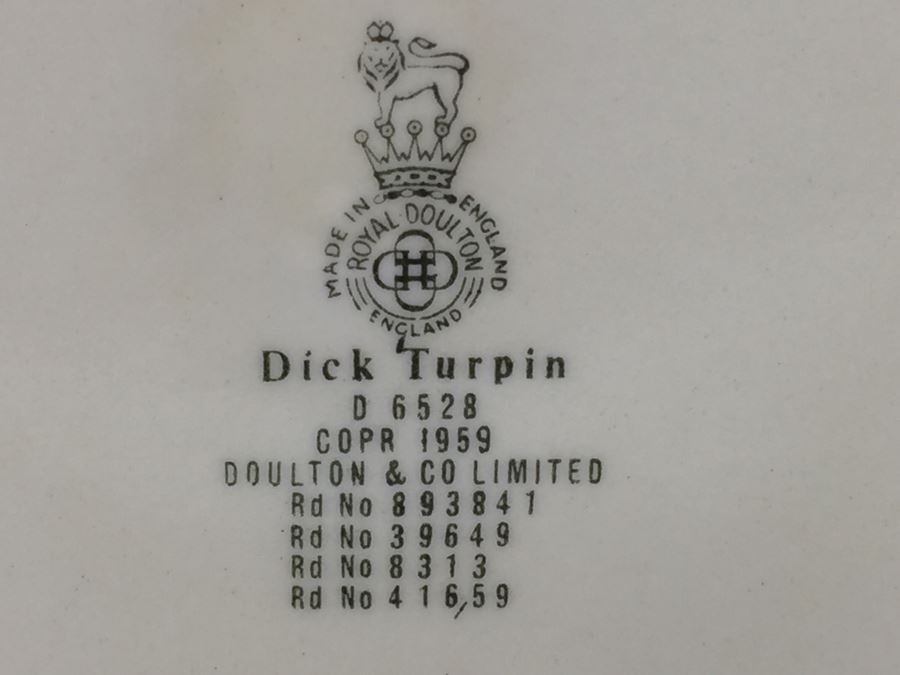 MADE IN ENGLAND
ROYAL·DOULTON
ENGLAND
Dick Turpin
D 6528
COPR 1959
DOULTON & CO LIMITED
Rd No 893841
Rd No 39649
Rd No 8313
Rd No 416/59